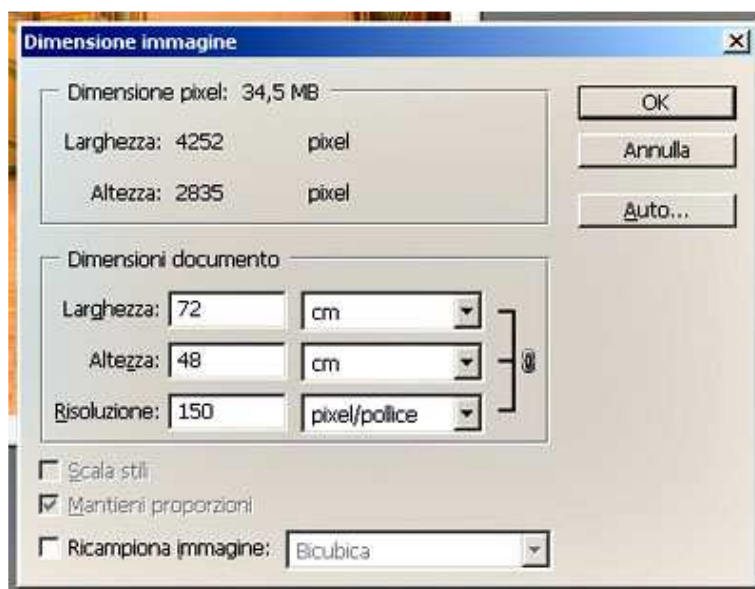 Dimensione immagine
Dimensione pixel: 34,5 MB
Larghezza: 4252 pixel
Altezza: 2835 pixel
OK
Annulla
Auto...
Dimensioni documento
Larghezza: 72 cm
Altezza: 48 cm
Risoluzione: 150 pixel/pollice
Scala stili
Mantieni proporzioni
Ricampiona immagine: Bicubica